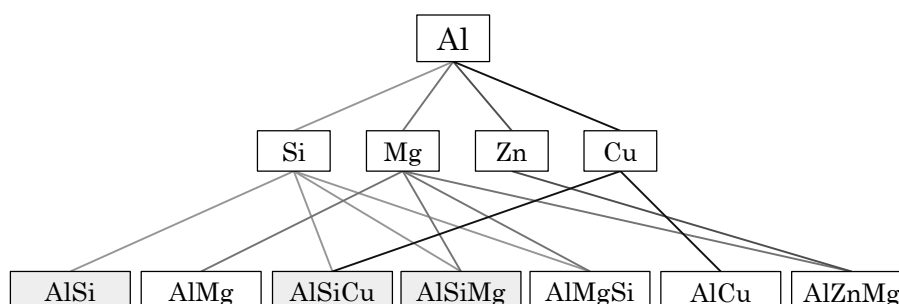 Al
Si Mg Zn Cu
AlSi AlMg AlSiCu AlSiMg AlMgSi AlCu AlZnMg